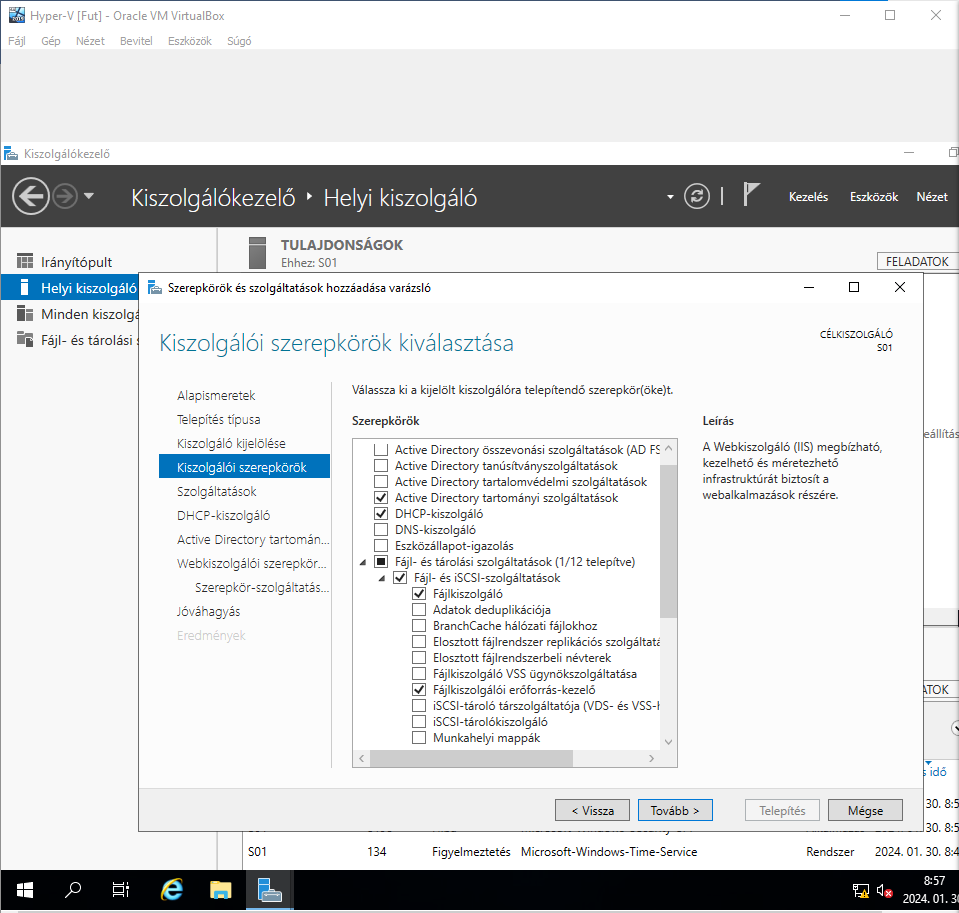 Hyper-V [Fut] - Oracle VM VirtualBox
Fájl Gép Nézet Bevitel Eszközök Súgó
Kiszolgálókezelő
Kiszolgálókezelő Helyi kiszolgáló
Kezelés Eszközök Nézet
Irányítópult
Helyi kiszolgáló
Minden kiszolgá
Fájl- és tárolási
TULAJDONSÁGOK
Ehhez: S01
FELADATOK
Szerepkörök és szolgáltatások hozzáadása varázsló
Kiszolgálói szerepkörök kiválasztása
CÉLKISZOLGÁLÓ
S01
Alapismeretek
Telepítés típusa
Kiszolgáló kijelölése
Kiszolgálói szerepkörök
Szolgáltatások
DHCP-kiszolgáló
Active Directory tartomán...
Webkiszolgálói szerepkör...
Szerepkör-szolgáltatás...
Jóváhagyás
Eredmények
Válassza ki a kijelölt kiszolgálóra telepítendő szerepkör(öke)t.
Szerepkörök
Active Directory összevonási szolgáltatások (AD FS
Active Directory tanúsítványszolgáltatások
Active Directory tartalomvédelmi szolgáltatások
Active Directory tartományi szolgáltatások
DHCP-kiszolgáló
DNS-kiszolgáló
Eszközállapot-igazolás
Fájl- és tárolási szolgáltatások (1/12 telepítve)
Fájl- és iSCSI-szolgáltatások
Fájlkiszolgáló
Adatok deduplikációja
BranchCache hálózati fájlokhoz
Elosztott fájlrendszer replikációs szolgáltatá
Elosztott fájlrendszerbeli névterek
Fájlkiszolgáló VSS ügynökszolgáltatása
Fájlkiszolgálói erőforrás-kezelő
iSCSI-tároló társzolgáltatója (VDS- és VSS-h
iSCSI-tárolókiszolgáló
Munkahelyi mappák
Leírás
A Webkiszolgáló (IIS) megbízható,
kezelhető és méretezhető
infrastruktúrát biztosít a
webalkalmazások részére.
eállítás
ATOK
idő
30. 8:5
30. 8:5
< Vissza Tovább > Telepítés Mégse
S01 134 Figyelmeztetés Microsoft-Windows-Time-Service Rendszer 2024. 01. 30. 8:4
8:57
2024. 01. 30